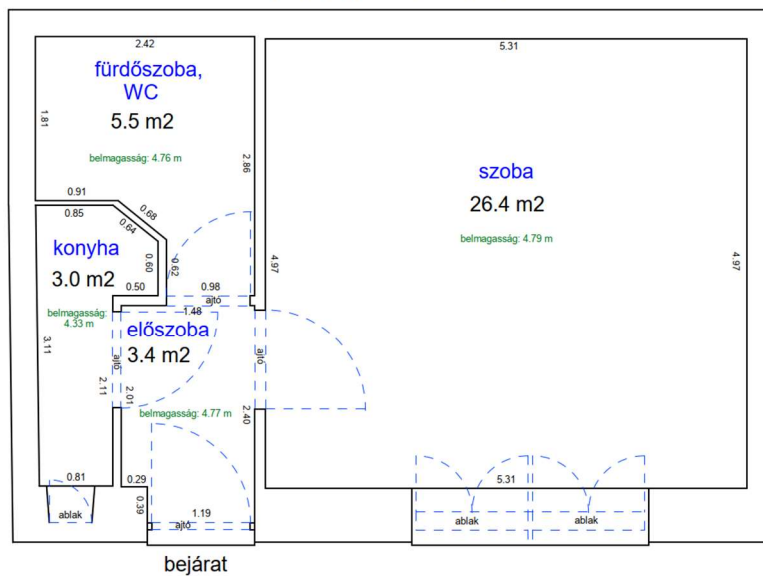 2.42
5.31
fürdőszoba,
WC
5.5 m2
1.81
belmagasság: 4.76 m
2.86
szoba
26.4 m2
belmagasság: 4.79 m
0.91
0.85
0.68
0.64
konyha
3.0 m2
0.60
0.62
4.97
4.97
0.50
0.98
ajtó
belmagasság:
4.33 m
1.48
előszoba
3.4 m2
3.11
ajtó
ajtó
2.11
2.01
belmagasság: 4.77 m
2.40
0.81
0.29
5.31
0.39
1.19
ablak
ajtó
ablak
ablak
bejárat